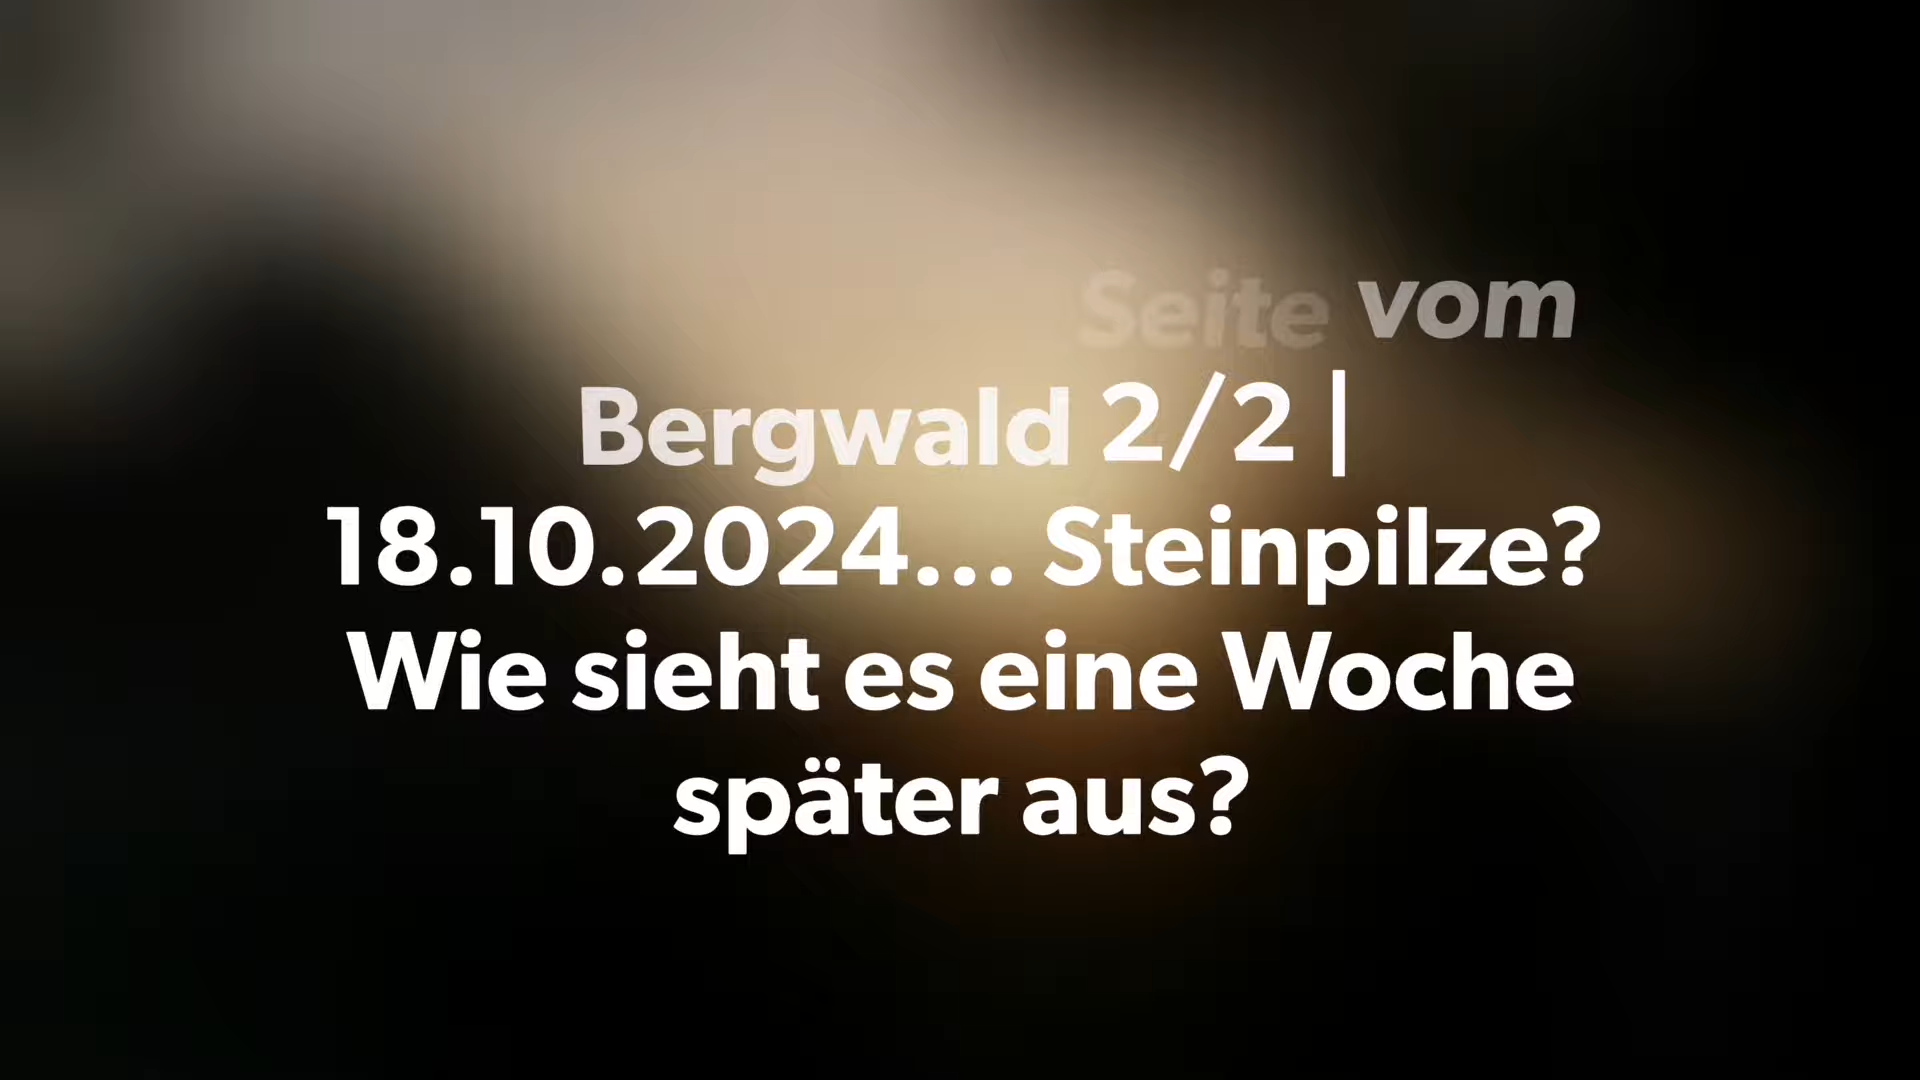 Seite vom
Bergwald 2/2 |
18.10.2024... Steinpilze?
Wie sieht es eine Woche
später aus?